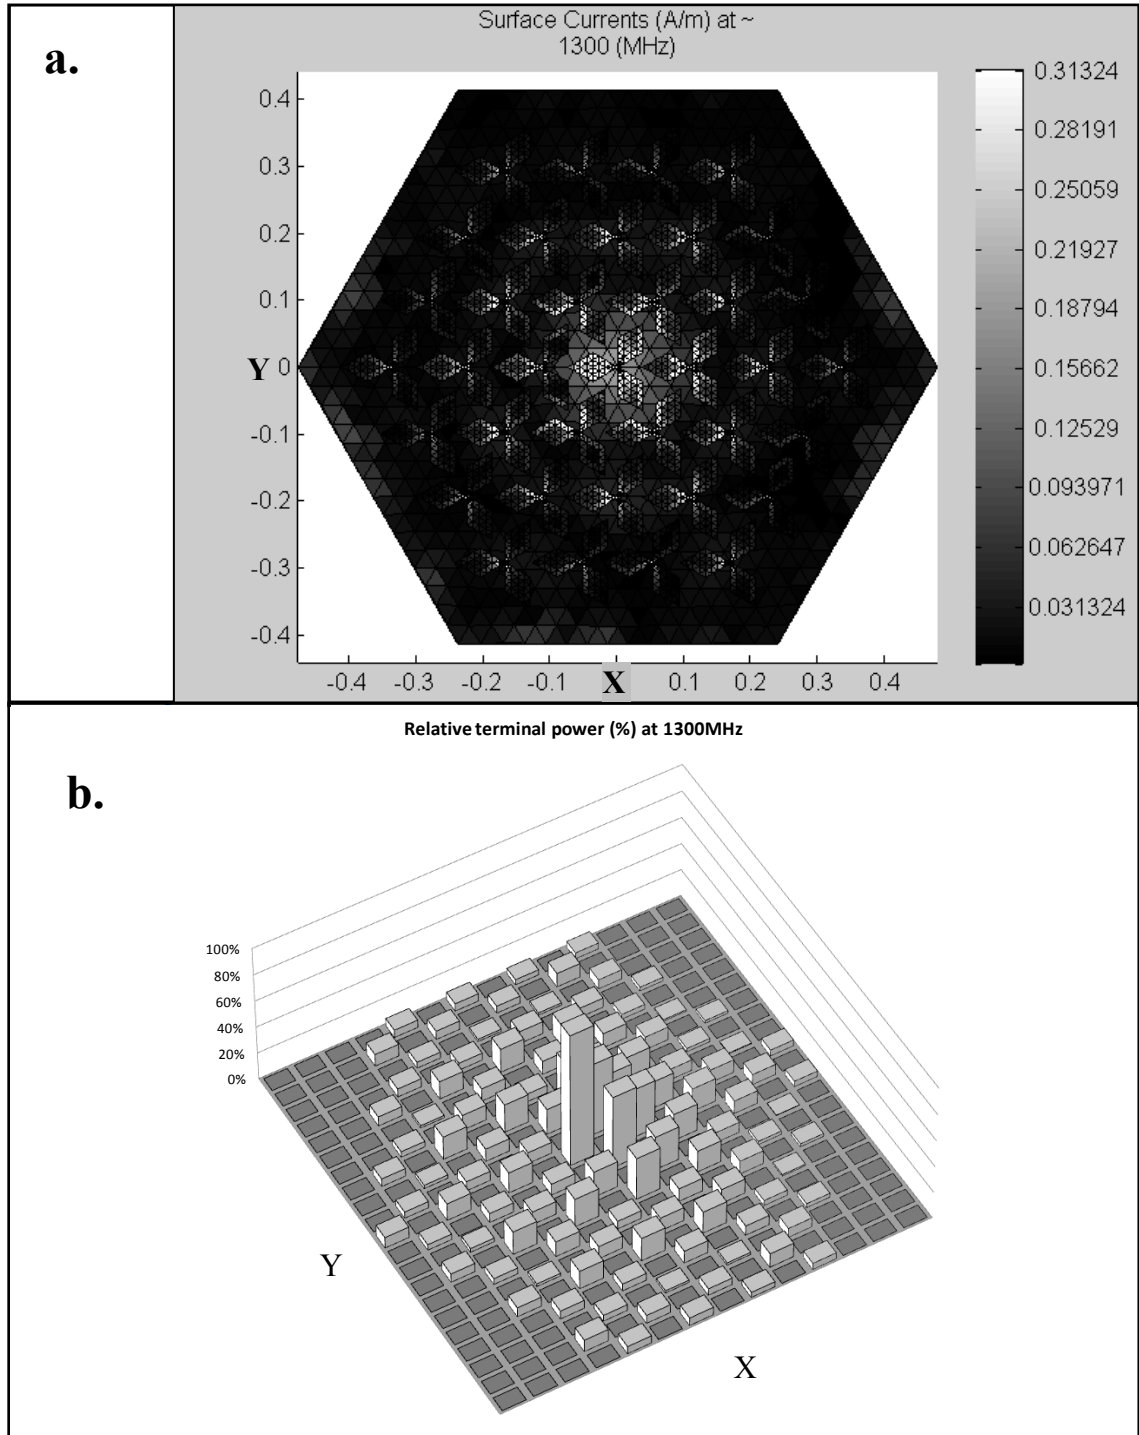 a.
Surface Currents (A/m) at ~
1300 (MHz)
0.4
0.3
0.2
0.1
Y 0
-0.1
-0.2
-0.3
-0.4
-0.4 -0.3 -0.2 -0.1 X 0.1 0.2 0.3 0.4
0.31324
0.28191
0.25059
0.21927
0.18794
0.15662
0.12529
0.093971
0.062647
0.031324
Relative terminal power (%) at 1300MHz
b.
100%
80%
60%
40%
20%
0%
Y
X